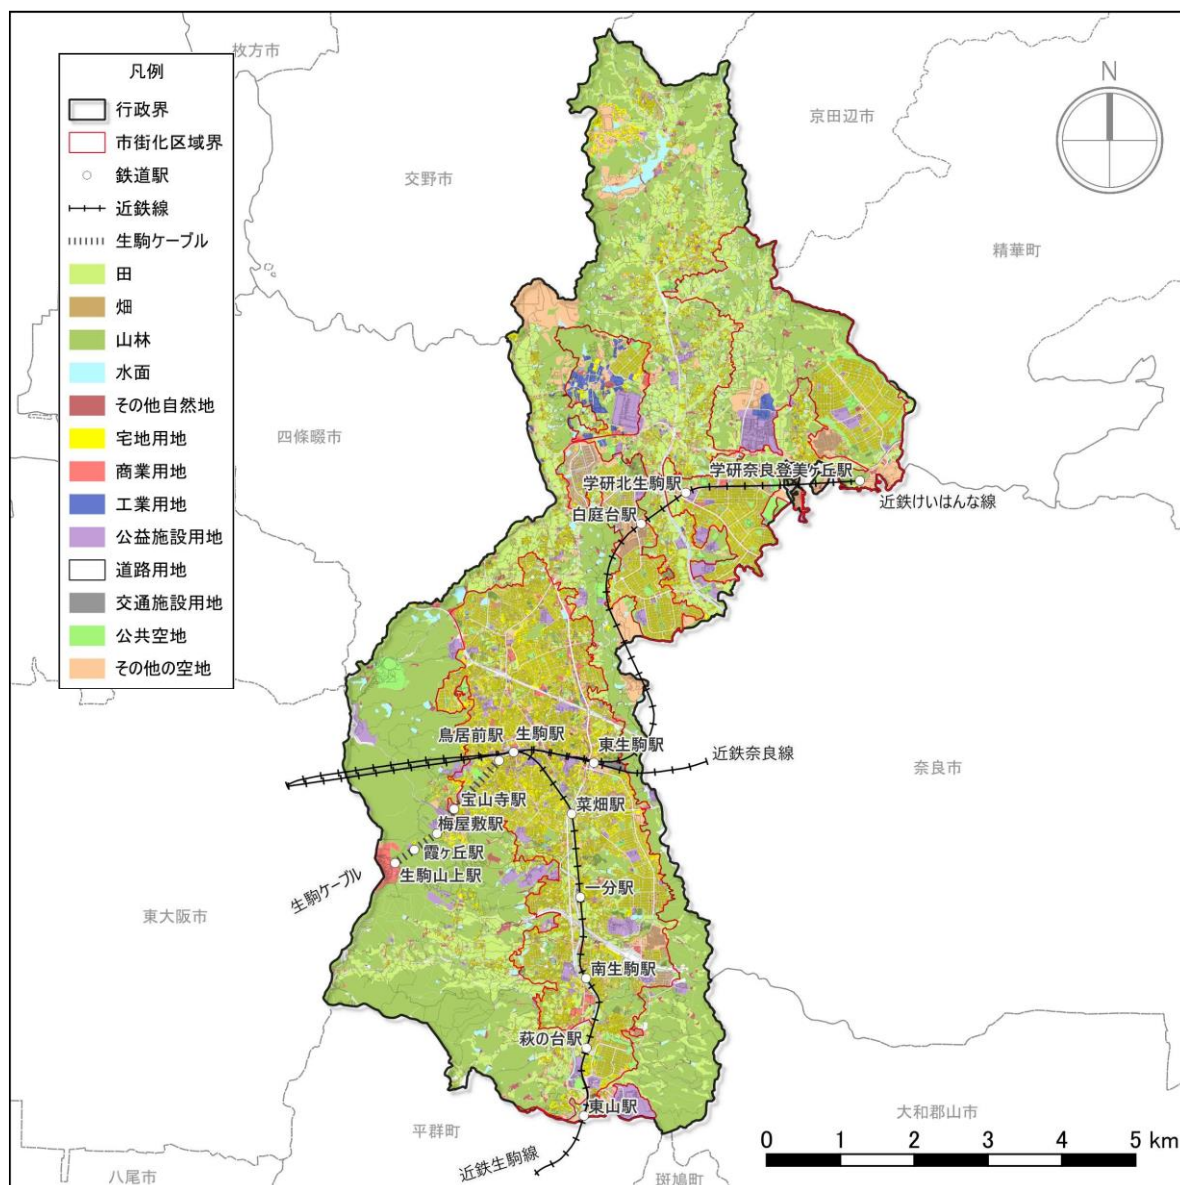 凡例
行政界
市街化区域界
鉄道駅
近鉄線
生駒ケーブル
田
畑
山林
水面
その他自然地
宅地用地
商業用地
工業用地
公益施設用地
道路用地
交通施設用地
公共空地
その他の空地
枚方市
京田辺市
交野市
精華町
四條畷市
N
学研奈良登美ケ丘駅
学研北生駒駅
近鉄けいはんな線
白庭台駅
鳥居前駅
生駒駅
東生駒駅
近鉄奈良線
奈良市
宝山寺駅
菜畑駅
梅屋敷駅
霞ヶ丘駅
生駒山上駅
生駒ケーブル
一分駅
東大阪市
南生駒駅
萩の台駅
東山駅
大和郡山市
平群町
近鉄生駒線
八尾市
斑鳩町
0 1 2 3 4 5 km